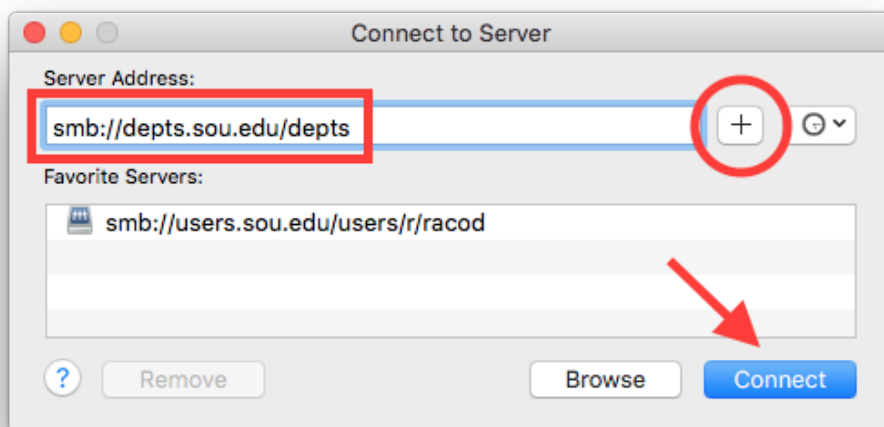 Connect to Server
Server Address:
smb://depts.sou.edu/depts
+
Favorite Servers:
smb://users.sou.edu/users/r/racod
? Remove Browse Connect